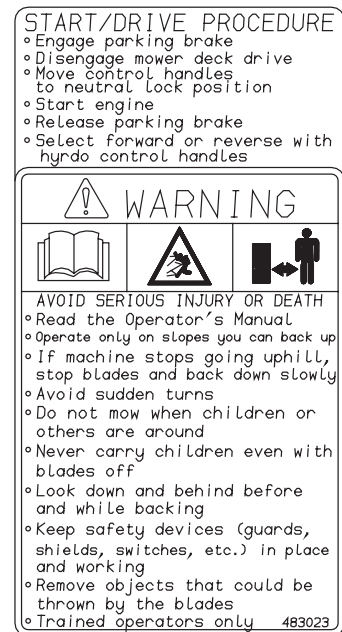 START/DRIVE PROCEDURE
° Engage parking brake
° Disengage mower deck drive
° Move control handles
to neutral lock position
° Start engine
° Release parking brake
° Select forward or reverse with
hyrdo control handles
WARNING
AVOID SERIOUS INJURY OR DEATH
° Read the Operator's Manual
° Operate only on slopes you can back up
° If machine stops going uphill,
stop blades and back down slowly
° Avoid sudden turns
° Do not mow when children or
others are around
° Never carry children even with
blades off
° Look down and behind before
and while backing
° Keep safety devices (guards,
shields, switches, etc.) in place
and working
° Remove objects that could be
thrown by the blades
° Trained operators only 483023